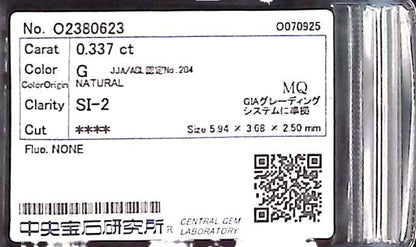 No. O2380623 O070925
Carat 0.337 ct
Color G JJA/AGL認定No.204
ColorOrigin NATURAL
MQ
Clarity SI-2 GIAグレーディング
システムに準拠
Cut **** Size 5.94 × 3.68 × 2.50 mm
Fluo. NONE
中央宝石研究所® CENTRAL GEM
LABORATORY